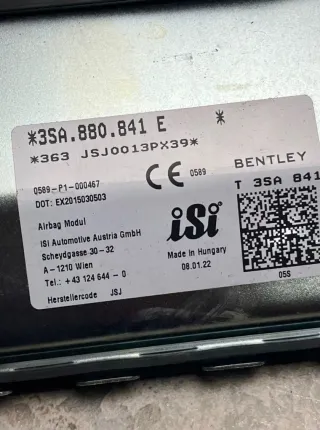 *3SA.880.841 E *
*363 JSJ0013PX39*
0589-P1-000467
DOT: EX2015030503
CE 0589
BENTLEY
T 3SA 841
Airbag Modul
iSi Automotive Austria GmbH
Scheydgasse 30-32
A-1210 Wien
Tel.: +43 124 644-0
Herstellercode JSJ
iSi
Made in Hungary
08.01.22
05S